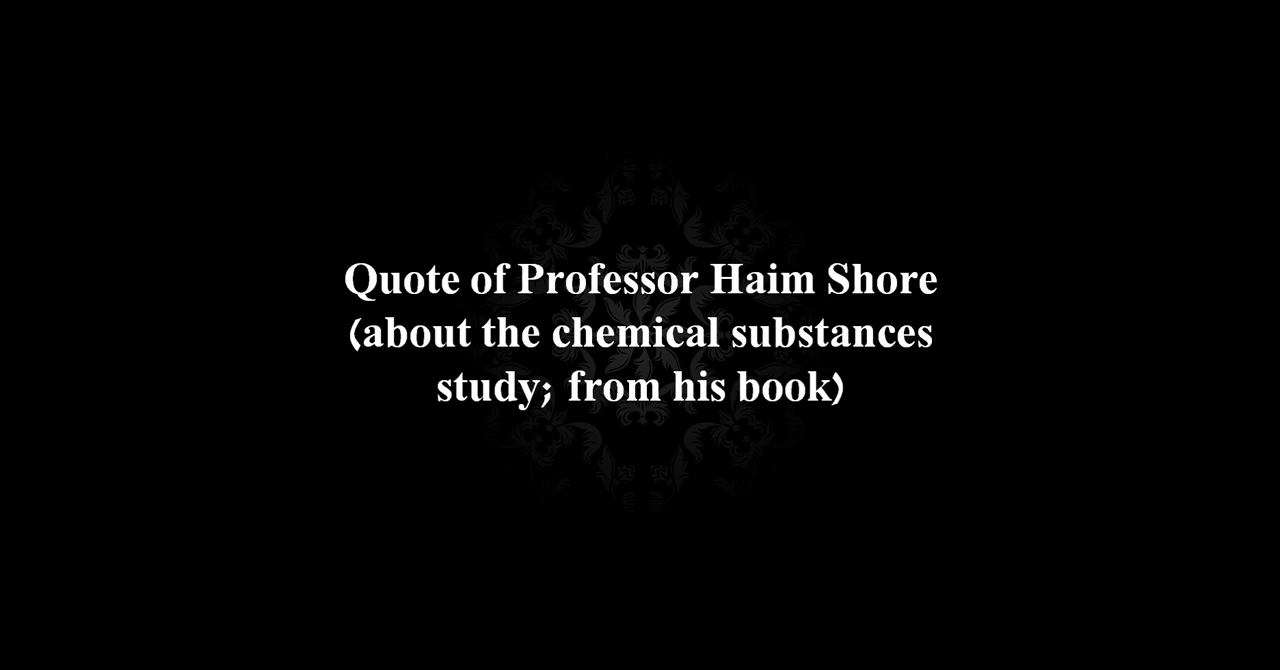 Quote of Professor Haim Shore
(about the chemical substances
study; from his book)